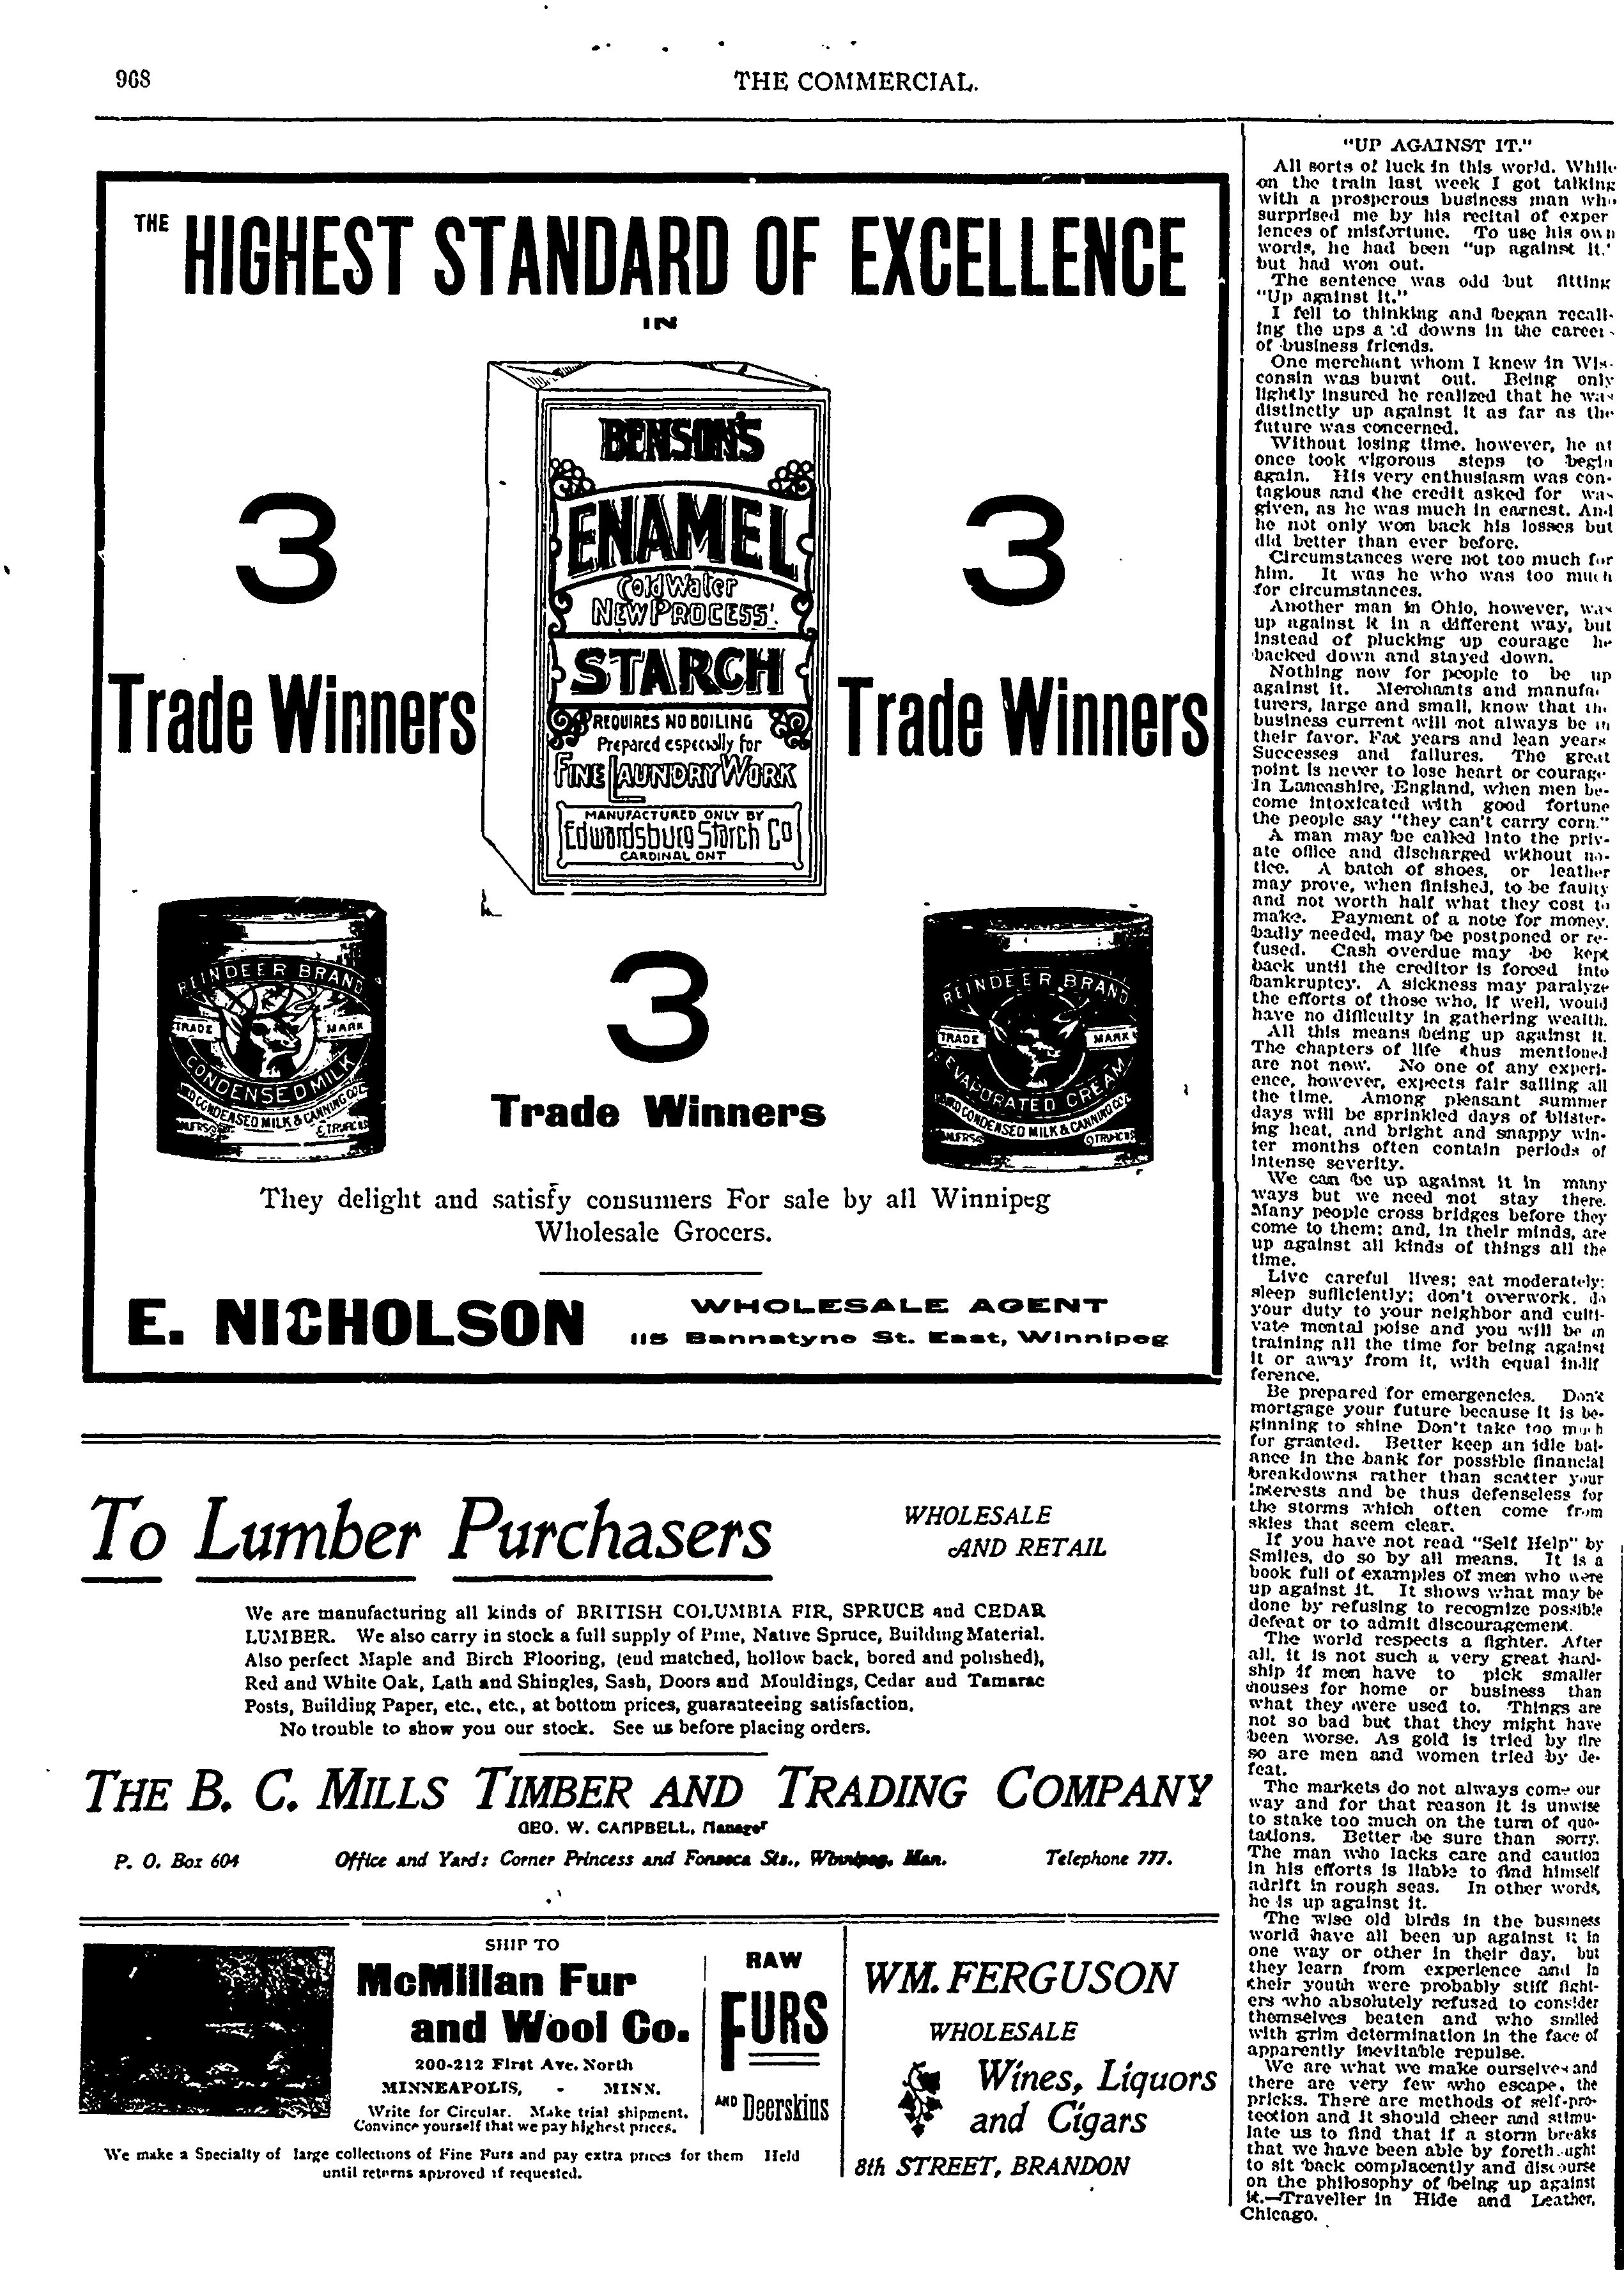 968
THE COMMERCIAL.
THE HIGHEST STANDARD OF EXCELLENCE
IN
3
Trade Winners
BENSON'S
ENAMEL
Cold Water
NEW PROCESS
STARCH
REQUIRES NO BOILING
Prepared especially for
FINE LAUNDRY WORK
MANUFACTURED ONLY BY
Edwardsburg Starch Co
CARDINAL ONT
3
Trade Winners
REINDEER BRAND
TRADE MARK
CONDENSED MILK
CONDENSED MILK & CANNING CO
3
Trade Winners
REINDEER BRAND
TRADE MARK
EVAPORATED CREAM
CONDENSED MILK & CANNING CO
They delight and satisfy consumers For sale by all Winnipeg
Wholesale Grocers.
E. NICHOLSON
WHOLESALE AGENT
115 Bannatyne St. East, Winnipeg
To Lumber Purchasers
WHOLESALE
AND RETAIL
We are manufacturing all kinds of BRITISH COLUMBIA FIR, SPRUCE and CEDAR
LUMBER. We also carry in stock a full supply of Pine, Native Spruce, Building Material.
Also perfect Maple and Birch Flooring, (end matched, hollow back, bored and polished),
Red and White Oak, Lath and Shingles, Sash, Doors and Mouldings, Cedar and Tamarac
Posts, Building Paper, etc., etc., at bottom prices, guaranteeing satisfaction.
No trouble to show you our stock. See us before placing orders.
THE B. C. MILLS TIMBER AND TRADING COMPANY
GEO. W. CAMPBELL, Manager
P. O. Box 604
Office and Yard: Corner Princess and Fonseca Sts., Winnipeg, Man.
Telephone 777.
SHIP TO
McMillan Fur
and Wool Co.
200-212 First Ave. North
MINNEAPOLIS, - MINN.
Write for Circular. Make trial shipment.
Convince yourself that we pay highest prices.
RAW
FURS
AND Deerskins
We make a Specialty of large collections of Fine Furs and pay extra prices for them Held
until returns approved if requested.
WM. FERGUSON
WHOLESALE
Wines, Liquors
and Cigars
8th STREET, BRANDON
"UP AGAINST IT."
All sorts of luck in this world. While
on the train last week I got talking
with a prosperous business man who
surprised me by his recital of exper
iences of misfortune. To use his own
words, he had been "up against it,'
but had won out.
The sentence was odd but fitting
"Up against it."
I fell to thinking and began recall-
ing the ups and downs in the career
of business friends.
One merchant whom I knew in Wis-
consin was burnt out. Being only
lightly insured he realized that he was
distinctly up against it as far as the
future was concerned.
Without losing time, however, he at
once took vigorous steps to begin
again. His very enthusiasm was con-
tagious and the credit asked for was
given, as he was much in earnest. And
he not only won back his losses but
did better than ever before.
Circumstances were not too much for
him. It was he who was too much
for circumstances.
Another man in Ohio, however, was
up against it in a different way, but
instead of plucking up courage he
backed down and stayed down.
Nothing now for people to be up
against it. Merchants and manufac
turers, large and small, know that the
business current will not always be in
their favor. Fat years and lean years
Successes and failures. The great
point is never to lose heart or courage
In Lancashire, England, when men be-
come intoxicated with good fortune
the people say "they can't carry corn."
A man may be called into the priv-
ate office and discharged without no-
tice. A batch of shoes, or leather
may prove, when finished, to be faulty
and not worth half what they cost to
make. Payment of a note for money,
badly needed, may be postponed or re-
fused. Cash overdue may be kept
back until the creditor is forced into
bankruptcy. A sickness may paralyze
the efforts of those who, if well, would
have no difficulty in gathering wealth.
All this means being up against it.
The chapters of life thus mentioned
are not now. No one of any experi-
ence, however, expects fair sailing all
the time. Among pleasant summer
days will be sprinkled days of blister-
ing heat, and bright and snappy win-
ter months often contain periods of
intense severity.
We can be up against it in many
ways but we need not stay there.
Many people cross bridges before they
come to them; and, in their minds, are
up against all kinds of things all the
time.
Live careful lives; eat moderately;
sleep sufficiently; don't overwork, do
your duty to your neighbor and culti-
vate mental poise and you will be in
training all the time for being against
it or away from it, with equal indif
ference.
Be prepared for emergencies. Don't
mortgage your future because it is be-
ginning to shine Don't take too much
for granted. Better keep an idle bal-
ance in the bank for possible financial
breakdowns rather than scatter your
interests and be thus defenseless for
the storms which often come from
skies that seem clear.
If you have not read "Self Help" by
Smiles, do so by all means. It is a
book full of examples of men who were
up against it. It shows what may be
done by refusing to recognize possible
defeat or to admit discouragement.
The world respects a fighter. After
all, it is not such a very great hard-
ship if men have to pick smaller
houses for home or business than
what they were used to. Things are
not so bad but that they might have
been worse. As gold is tried by fire
so are men and women tried by de-
feat.
The markets do not always come our
way and for that reason it is unwise
to stake too much on the turn of quo-
tations. Better be sure than sorry.
The man who lacks care and caution
in his efforts is liable to find himself
adrift in rough seas. In other words,
he is up against it.
The wise old birds in the business
world have all been up against it in
one way or other in their day, but
they learn from experience and in
their youth were probably stiff fight-
ers who absolutely refused to consider
themselves beaten and who smiled
with grim determination in the face of
apparently inevitable repulse.
We are what we make ourselves and
there are very few who escape, the
pricks. There are methods of self-pro-
tection and it should cheer and stimu-
late us to find that if a storm breaks
that we have been able by forethought
to sit back complacently and discourse
on the philosophy of being up against
it.—Traveller in Hide and Leather,
Chicago.